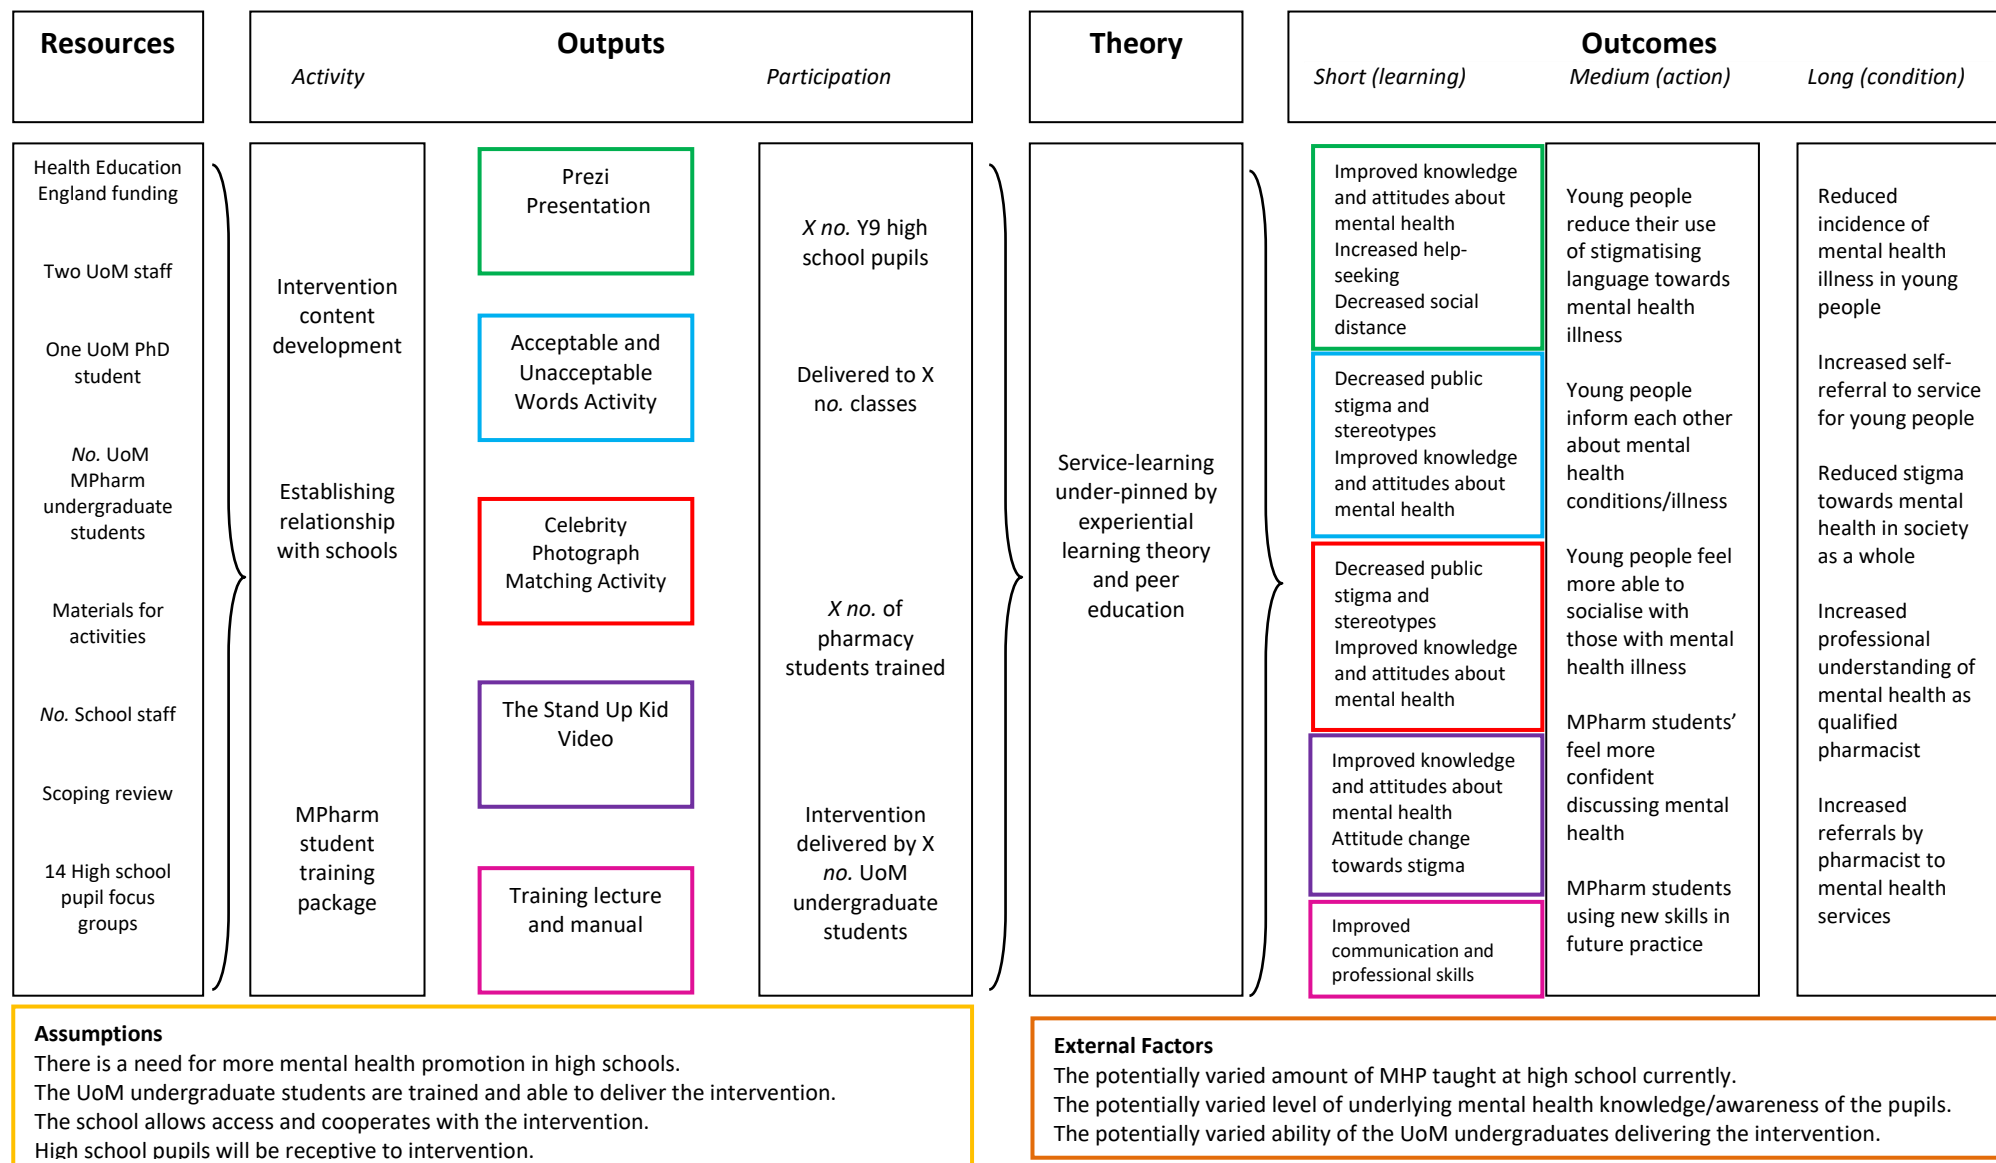 Resources
Outputs
Activity
Participation
Theory
Outcomes
Short (learning)
Medium (action)
Long (condition)
Health Education
England funding
Two UoM staff
One UoM PhD
student
No. UoM
MPharm
undergraduate
students
Materials for
activities
No. School staff
Scoping review
14 High school
pupil focus
groups
Intervention
content
development
Establishing
relationship
with schools
MPharm
student
training
package
Prezi
Presentation
Acceptable and
Unacceptable
Words Activity
Celebrity
Photograph
Matching Activity
The Stand Up Kid
Video
Training lecture
and manual
X no. Y9 high
school pupils
Delivered to X
no. classes
X no. of
pharmacy
students trained
Intervention
delivered by X
no. UoM
undergraduate
students
Service-learning
under-pinned by
experiential
learning theory
and peer
education
Improved knowledge
and attitudes about
mental health
Increased help-
seeking
Decreased social
distance
Decreased public
stigma and
stereotypes
Improved knowledge
and attitudes about
mental health
Decreased public
stigma and
stereotypes
Improved knowledge
and attitudes about
mental health
Improved knowledge
and attitudes about
mental health
Attitude change
towards stigma
Improved
communication and
professional skills
Young people
reduce their use
of stigmatising
language towards
mental health
illness
Young people
inform each other
about mental
health
conditions/illness
Young people feel
more able to
socialise with
those with mental
health illness
MPharm students’
feel more
confident
discussing mental
health
MPharm students
using new skills in
future practice
Reduced
incidence of
mental health
illness in young
people
Increased self-
referral to service
for young people
Reduced stigma
towards mental
health in society
as a whole
Increased
professional
understanding of
mental health as
qualified
pharmacist
Increased
referrals by
pharmacist to
mental health
services
Assumptions
There is a need for more mental health promotion in high schools.
The UoM undergraduate students are trained and able to deliver the intervention.
The school allows access and cooperates with the intervention.
High school pupils will be receptive to intervention.
External Factors
The potentially varied amount of MHP taught at high school currently.
The potentially varied level of underlying mental health knowledge/awareness of the pupils.
The potentially varied ability of the UoM undergraduates delivering the intervention.